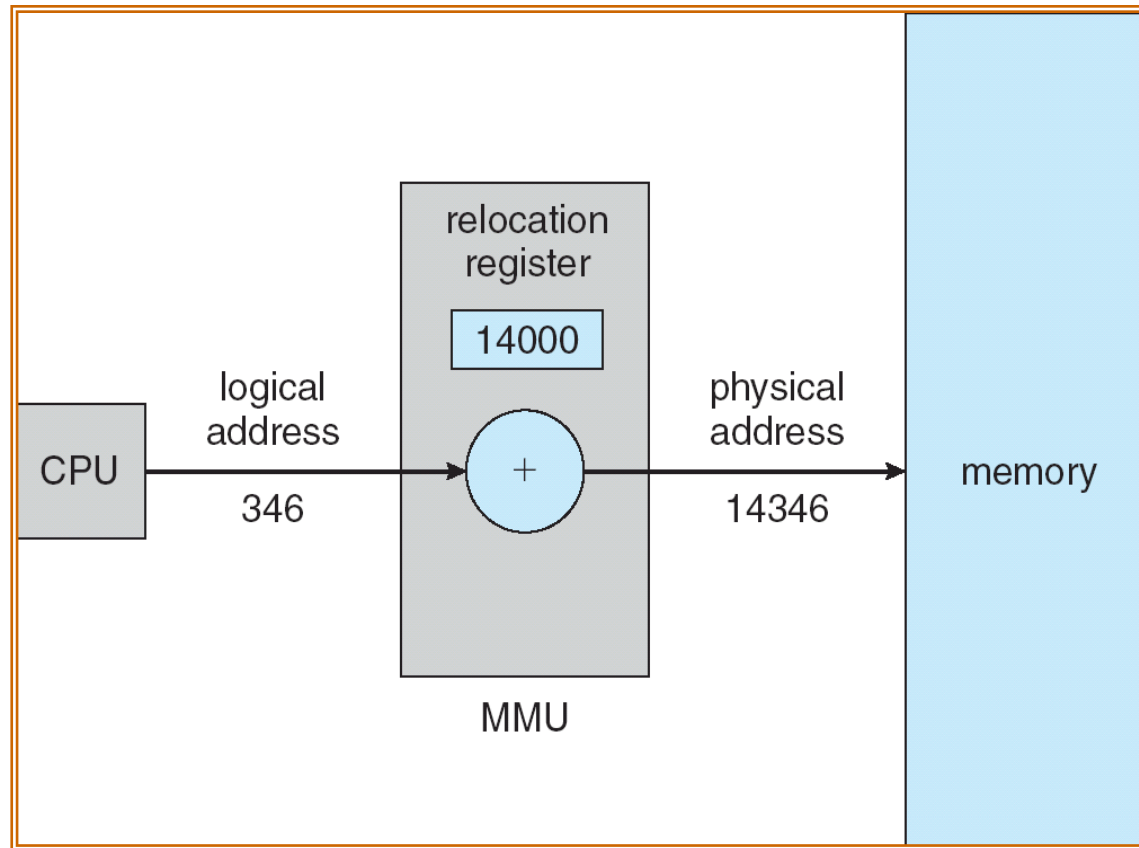 relocation
register
14000
logical
address
346
CPU
+
physical
address
14346
memory
MMU